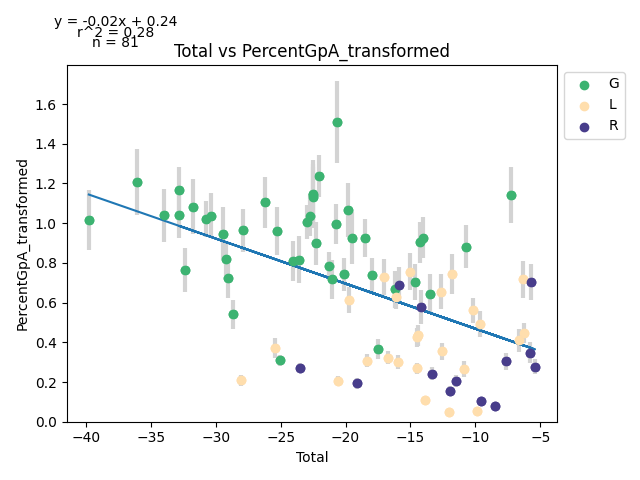 y = -0.02x + 0.24
r^2 = 0.28
n = 81
Total vs PercentGpA_transformed
G
L
R
PercentGpA_transformed
1.6
1.4
1.2
1.0
0.8
0.6
0.4
0.2
0.0
−40 −35 −30 −25 −20 −15 −10 −5
Total